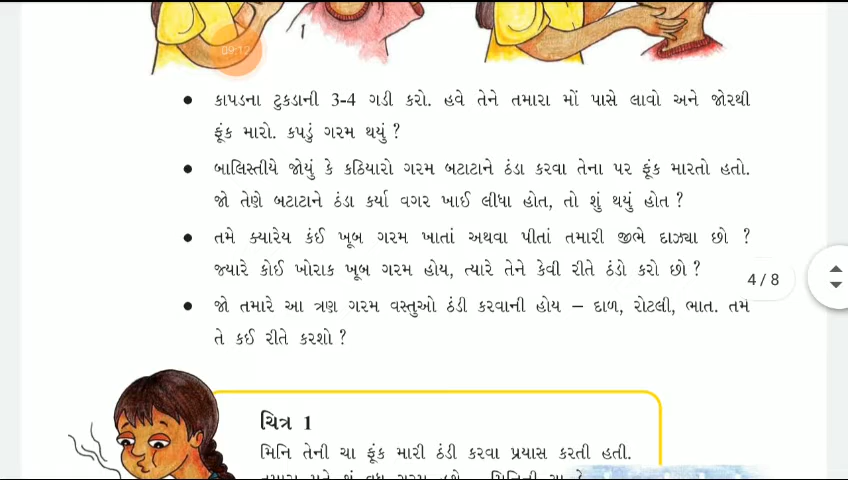 09:12
કાપડના ટુકડાની 3-4 ગડી કરો. હવે તેને તમારા મોં પાસે લાવો અને જોરથી
ફૂંક મારો. કપડું ગરમ થયું ?
બાલિસ્તીયે જોયું કે કઠિયારો ગરમ બટાટાને ઠંડા કરવા તેના પર ફૂંક મારતો હતો.
જો તેણે બટાટાને ઠંડા કર્યા વગર ખાઈ લીધા હોત, તો શું થયું હોત ?
તમે ક્યારેય કંઈ ખૂબ ગરમ ખાતાં અથવા પીતાં તમારી જીભે દાઝ્યા છો ?
જ્યારે કોઈ ખોરાક ખૂબ ગરમ હોય, ત્યારે તેને કેવી રીતે ઠંડો કરો છો ?
4 / 8
જો તમારે આ ત્રણ ગરમ વસ્તુઓ ઠંડી કરવાની હોય – દાળ, રોટલી, ભાત. તમે
તે કઈ રીતે કરશો ?
ચિત્ર 1
મિનિ તેની ચા ફૂંક મારી ઠંડી કરવા પ્રયાસ કરતી હતી.